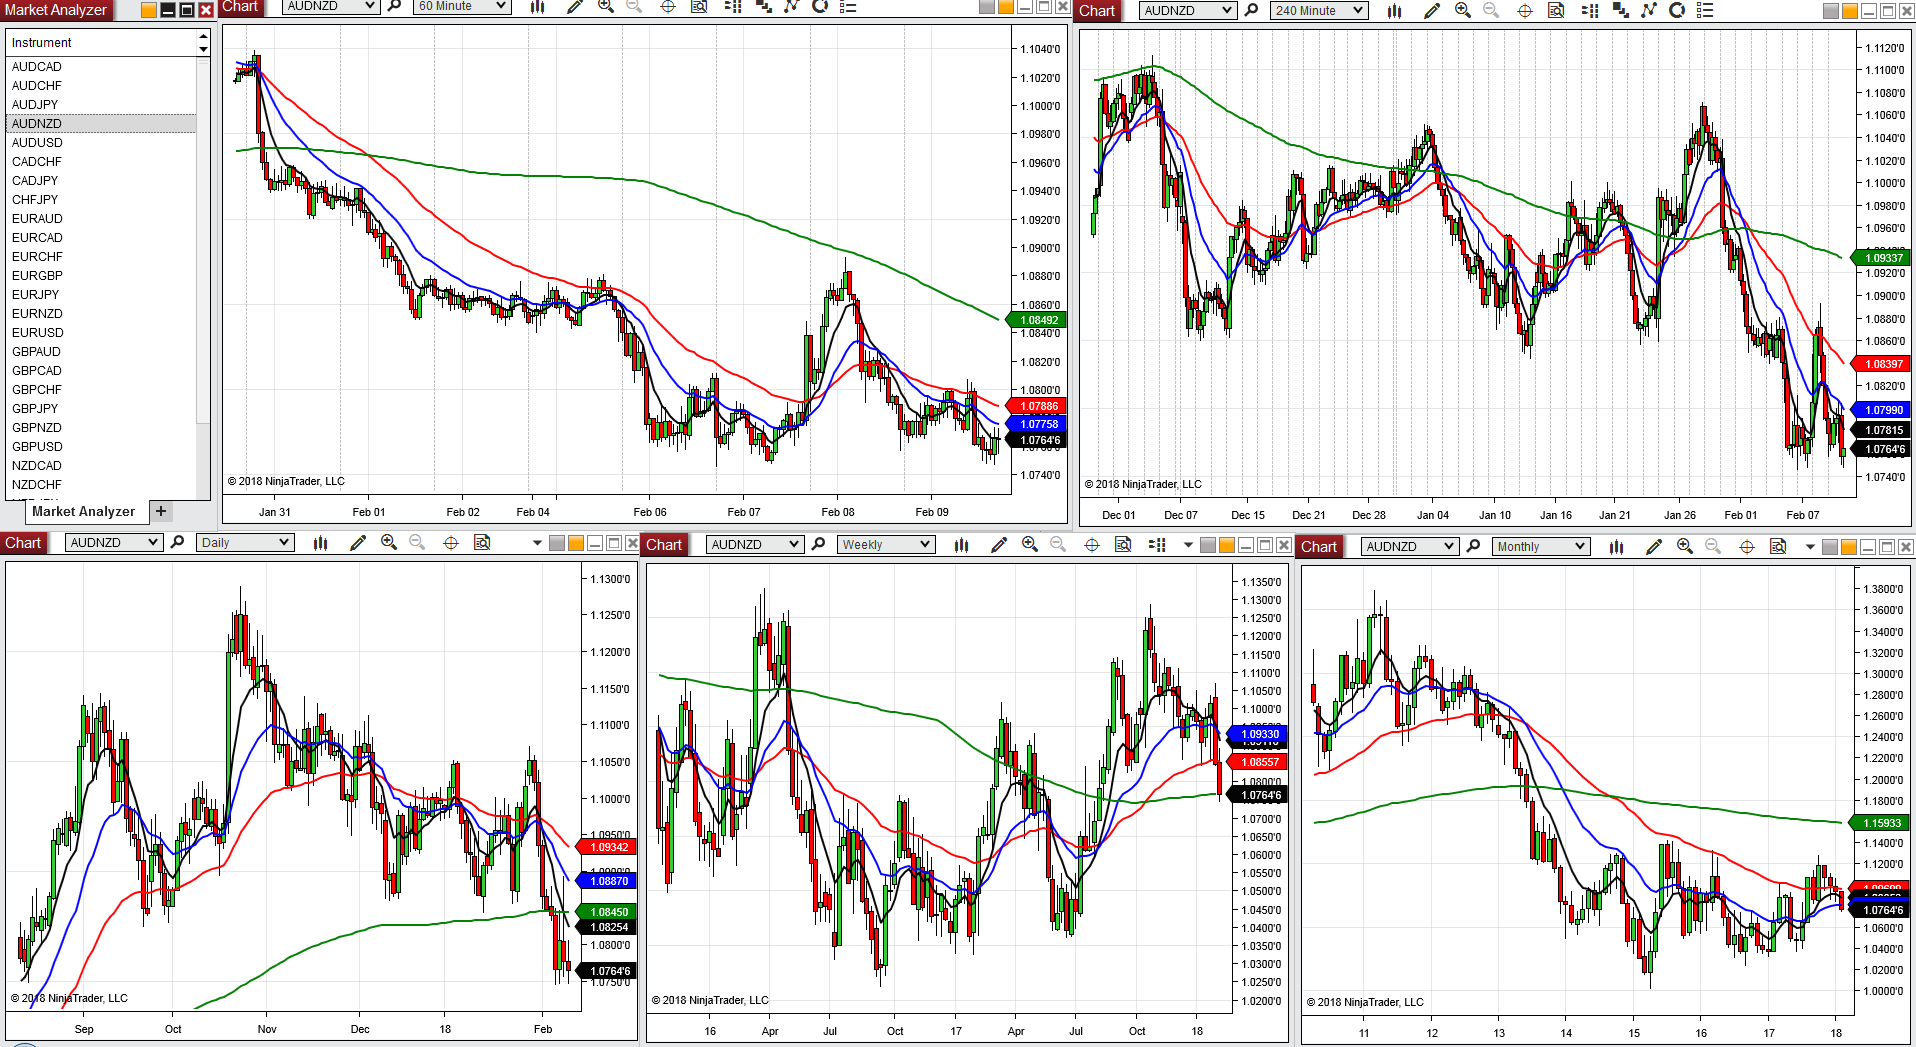 Market Analyzer
Instrument
AUDCAD
AUDCHF
AUDJPY
AUDNZD
AUDUSD
CADCHF
CADJPY
CHFJPY
EURAUD
EURCAD
EURCHF
EURGBP
EURJPY
EURNZD
EURUSD
GBPAUD
GBPCAD
GBPCHF
GBPJPY
GBPNZD
GBPUSD
NZDCAD
NZDCHF
Market Analyzer +
Chart AUDNZD 60 Minute
1.1040'0
1.1020'0
1.1000'0
1.0980'0
1.0960'0
1.0940'0
1.0920'0
1.0900'0
1.0880'0
1.0860'0
1.08492
1.0840'0
1.0820'0
1.0800'0
1.07886
1.07758
1.0764'6
1.0740'0
© 2018 NinjaTrader, LLC
Jan 31 Feb 01 Feb 02 Feb 04 Feb 06 Feb 07 Feb 08 Feb 09
Chart AUDNZD 240 Minute
1.1120'0
1.1100'0
1.1080'0
1.1060'0
1.1040'0
1.1020'0
1.1000'0
1.0980'0
1.0960'0
1.09337
1.0920'0
1.0900'0
1.0880'0
1.0860'0
1.08397
1.0820'0
1.07990
1.07815
1.0764'6
1.0740'0
© 2018 NinjaTrader, LLC
Dec 01 Dec 07 Dec 15 Dec 21 Dec 28 Jan 04 Jan 10 Jan 16 Jan 21 Jan 26 Feb 01 Feb 07
Chart AUDNZD Daily
1.1300'0
1.1250'0
1.1200'0
1.1150'0
1.1100'0
1.1050'0
1.1000'0
1.0950'0
1.09342
1.08870
1.08450
1.08254
1.0800'0
1.0764'6
1.0750'0
© 2018 NinjaTrader, LLC
Sep Oct Nov Dec 18 Feb
Chart AUDNZD Weekly
1.1350'0
1.1300'0
1.1250'0
1.1200'0
1.1150'0
1.1100'0
1.1050'0
1.1000'0
1.09330
1.08557
1.0800'0
1.0764'6
1.0700'0
1.0650'0
1.0600'0
1.0550'0
1.0500'0
1.0450'0
1.0400'0
1.0350'0
1.0300'0
1.0250'0
1.0200'0
© 2018 NinjaTrader, LLC
16 Apr Jul Oct 17 Apr Jul Oct 18
Chart AUDNZD Monthly
1.3800'0
1.3600'0
1.3400'0
1.3200'0
1.3000'0
1.2800'0
1.2600'0
1.2400'0
1.2200'0
1.2000'0
1.1800'0
1.15933
1.1400'0
1.1200'0
1.0764'6
1.0600'0
1.0400'0
1.0200'0
1.0000'0
© 2018 NinjaTrader, LLC
11 12 13 14 15 16 17 18